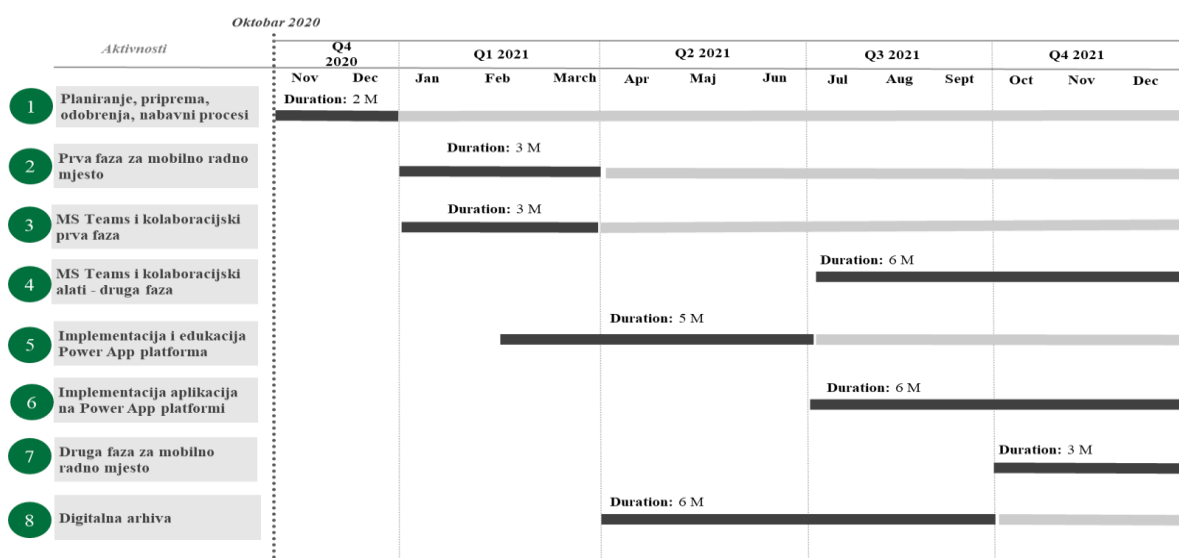 Oktobar 2020
Aktivnosti
Q4 2020
Q1 2021
Q2 2021
Q3 2021
Q4 2021
Nov Dec Jan Feb March Apr Maj Jun Jul Aug Sept Oct Nov Dec
1
Planiranje, priprema,
odobrenja, nabavni procesi
Duration: 2 M
2
Prva faza za mobilno radno
mjesto
Duration: 3 M
3
MS Teams i kolaboracijski
prva faza
Duration: 3 M
4
MS Teams i kolaboracijski
alati - druga faza
Duration: 6 M
5
Implementacija i edukacija
Power App platforma
Duration: 5 M
6
Implementacija aplikacija
na Power App platformi
Duration: 6 M
7
Druga faza za mobilno
radno mjesto
Duration: 3 M
8
Digitalna arhiva
Duration: 6 M